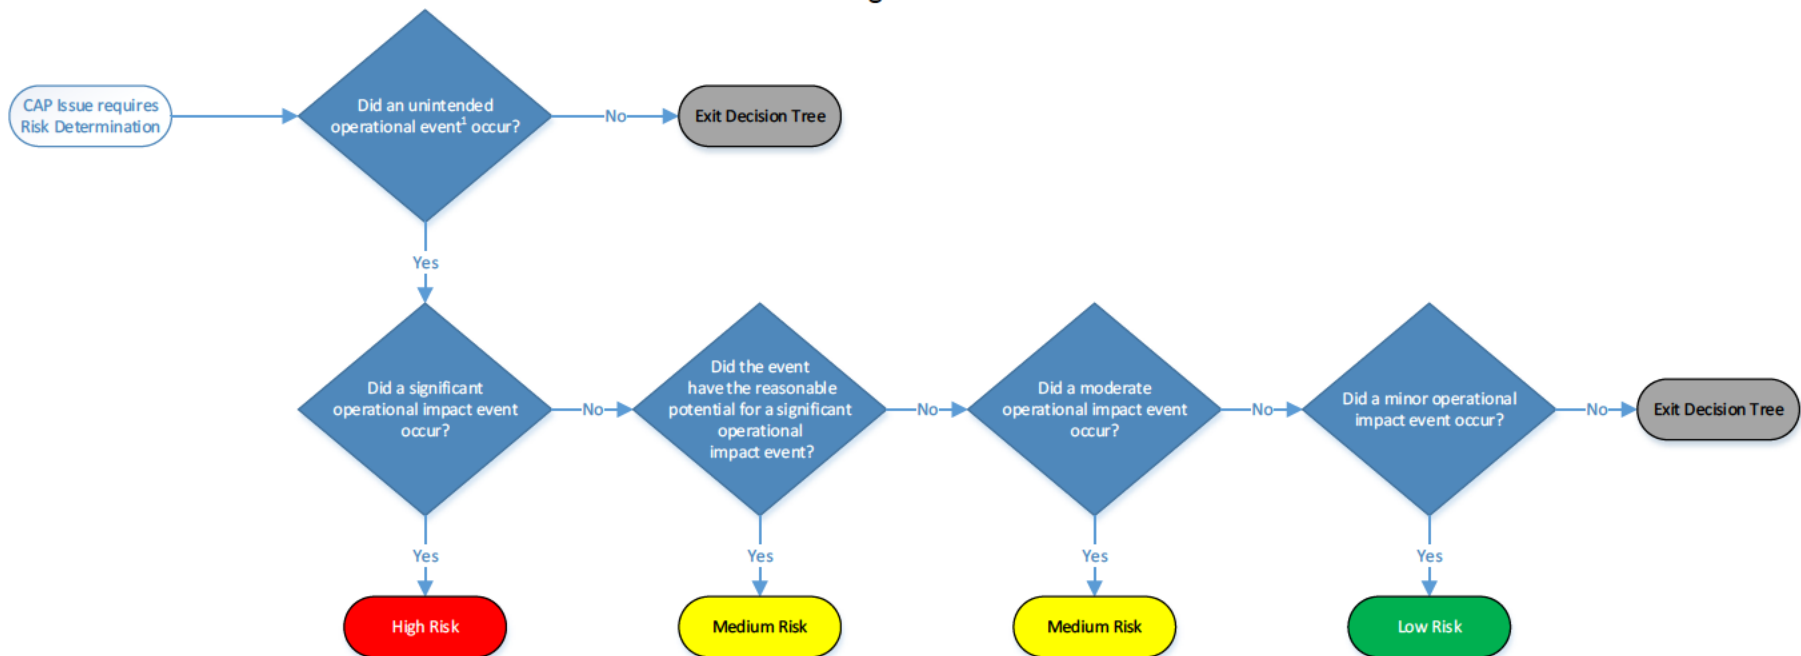 CAP Issue requires
Risk Determination
Did an unintended
operational event¹ occur?
No
Exit Decision Tree
Yes
Did a significant
operational impact event
occur?
No
Did the event
have the reasonable
potential for a significant
operational
impact event?
No
Did a moderate
operational impact event
occur?
No
Did a minor operational
impact event occur?
No
Exit Decision Tree
Yes
Yes
Yes
Yes
High Risk
Medium Risk
Medium Risk
Low Risk